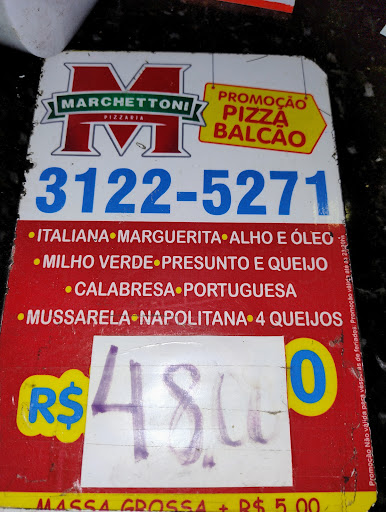 M
MARCHETTONI
PIZZARIA
PROMOÇÃO
PIZZA
BALCÃO
3122-5271
•ITALIANA•MARGUERITA•ALHO E ÓLEO
•MILHO VERDE•PRESUNTO E QUEIJO
•CALABRESA•PORTUGUESA
•MUSSARELA•NAPOLITANA•4 QUEIJOS
R$ 48,00
0
MASSA GROSSA + R$ 5,00